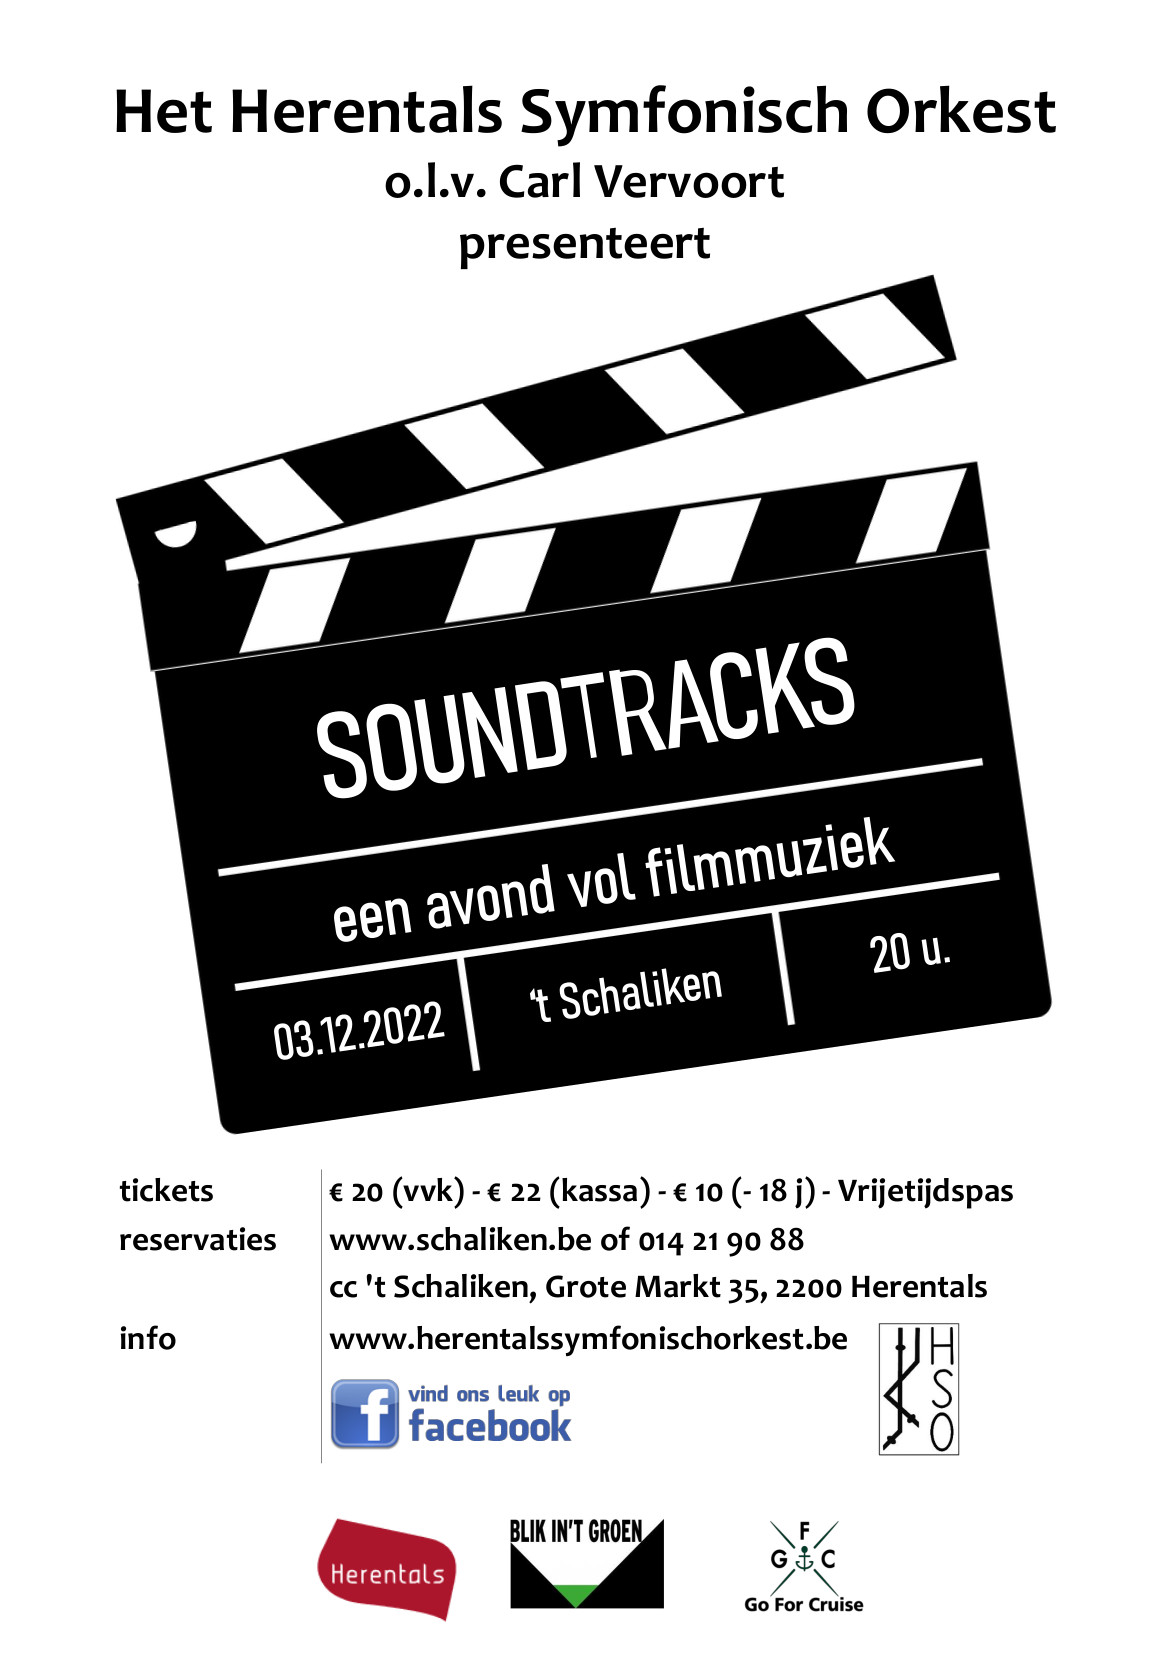 Het Herentals Symfonisch Orkest
o.l.v. Carl Vervoort
presenteert
SOUNDTRACKS
een avond vol filmmuziek
03.12.2022
't Schaliken
20 u.
tickets € 20 (vvk) - € 22 (kassa) - € 10 (- 18 j) - Vrijetijdspas
reservaties www.schaliken.be of 014 21 90 88
cc 't Schaliken, Grote Markt 35, 2200 Herentals
info www.herentalssymfonischorkest.be
HSO
f vind ons leuk op
facebook
Herentals
BLIK IN'T GROEN
F
G C
Go For Cruise